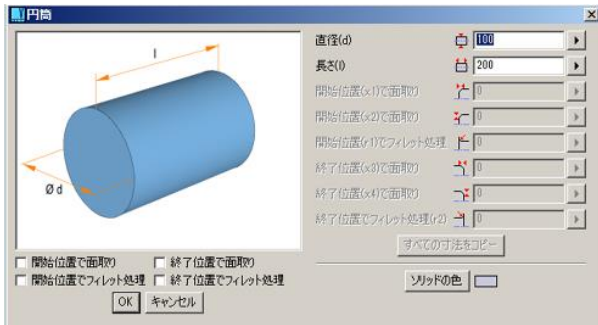 円筒
l
Ø d
開始位置で面取り 終了位置で面取り
開始位置でフィレット処理 終了位置でフィレット処理
OK キャンセル
直径(d) 100
長さ(l) 200
開始位置(x1)で面取り 0
開始位置(x2)で面取り 0
開始位置(r1)でフィレット処理 0
終了位置(x3)で面取り 0
終了位置(x4)で面取り 0
終了位置でフィレット処理(r2) 0
すべての寸法をコピー
ソリッドの色